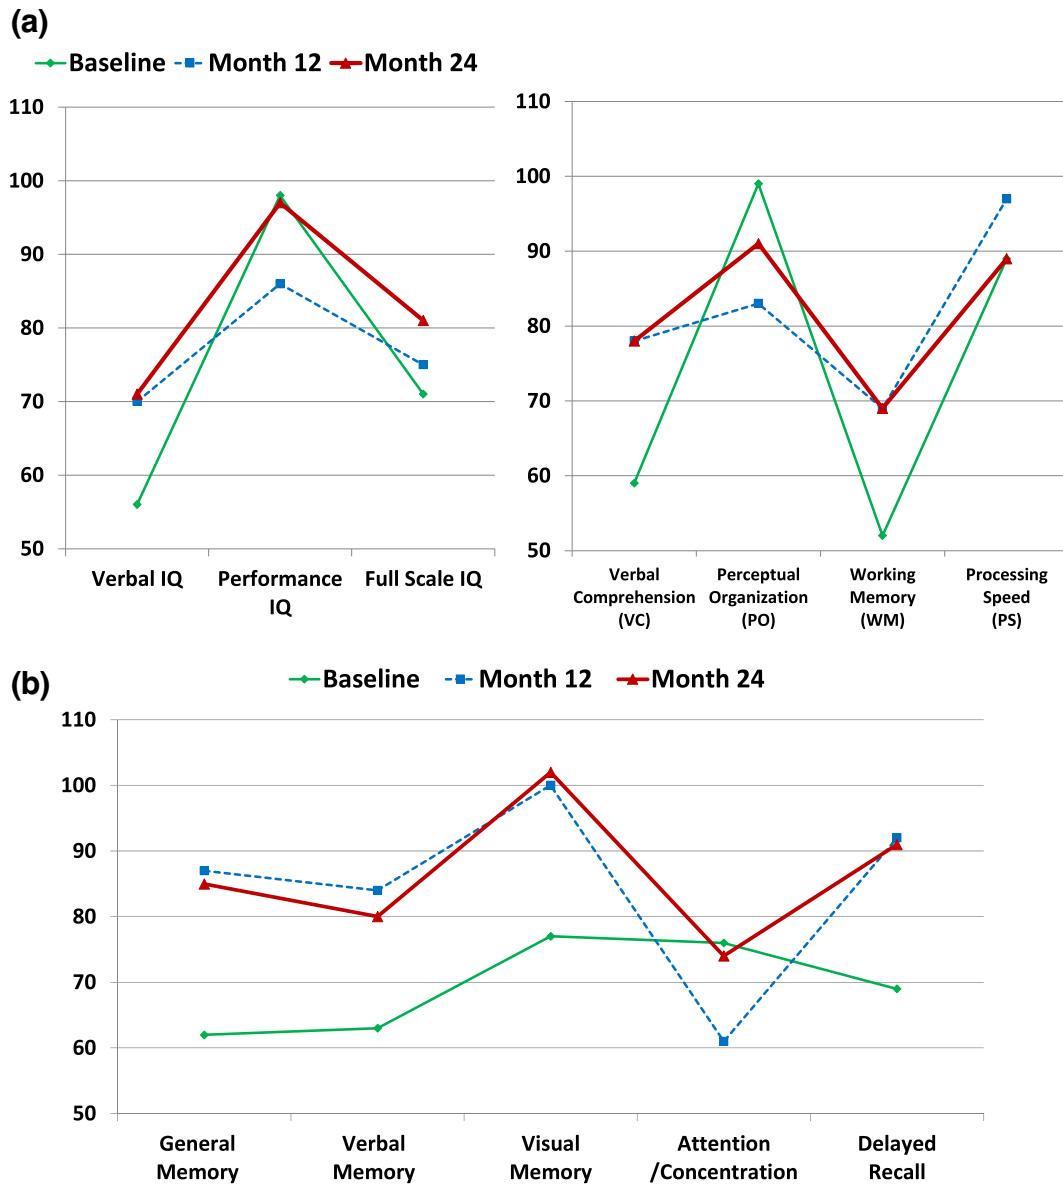 (a)
Baseline Month 12 Month 24
110
100
90
80
70
60
50
Verbal IQ Performance IQ Full Scale IQ
110
100
90
80
70
60
50
Verbal Comprehension (VC)
Perceptual Organization (PO)
Working Memory (WM)
Processing Speed (PS)
(b)
Baseline Month 12 Month 24
110
100
90
80
70
60
50
General Memory
Verbal Memory
Visual Memory
Attention /Concentration
Delayed Recall